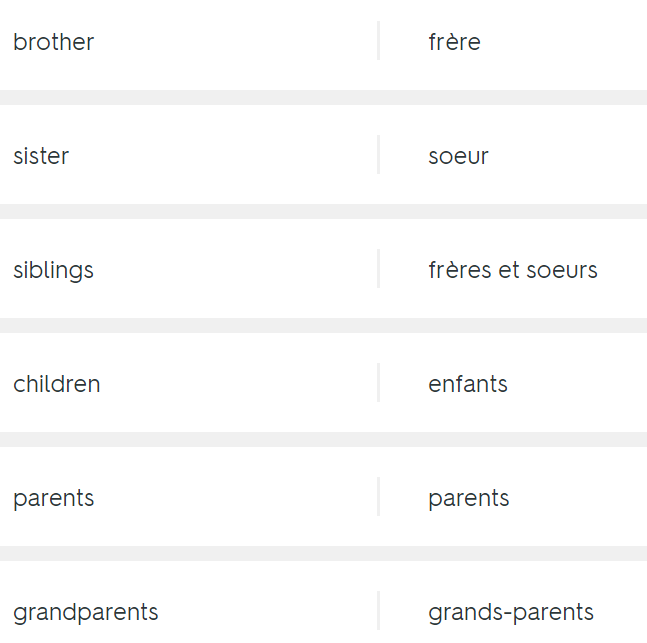 brother frère
sister soeur
siblings frères et soeurs
children enfants
parents parents
grandparents grands-parents